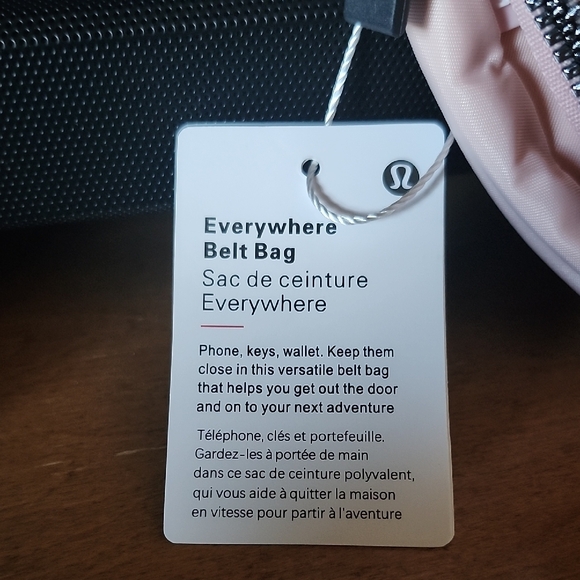 Everywhere
Belt Bag
Sac de ceinture
Everywhere
Phone, keys, wallet. Keep them
close in this versatile belt bag
that helps you get out the door
and on to your next adventure
Téléphone, clés et portefeuille.
Gardez-les à portée de main
dans ce sac de ceinture polyvalent,
qui vous aide à quitter la maison
en vitesse pour partir à l'aventure